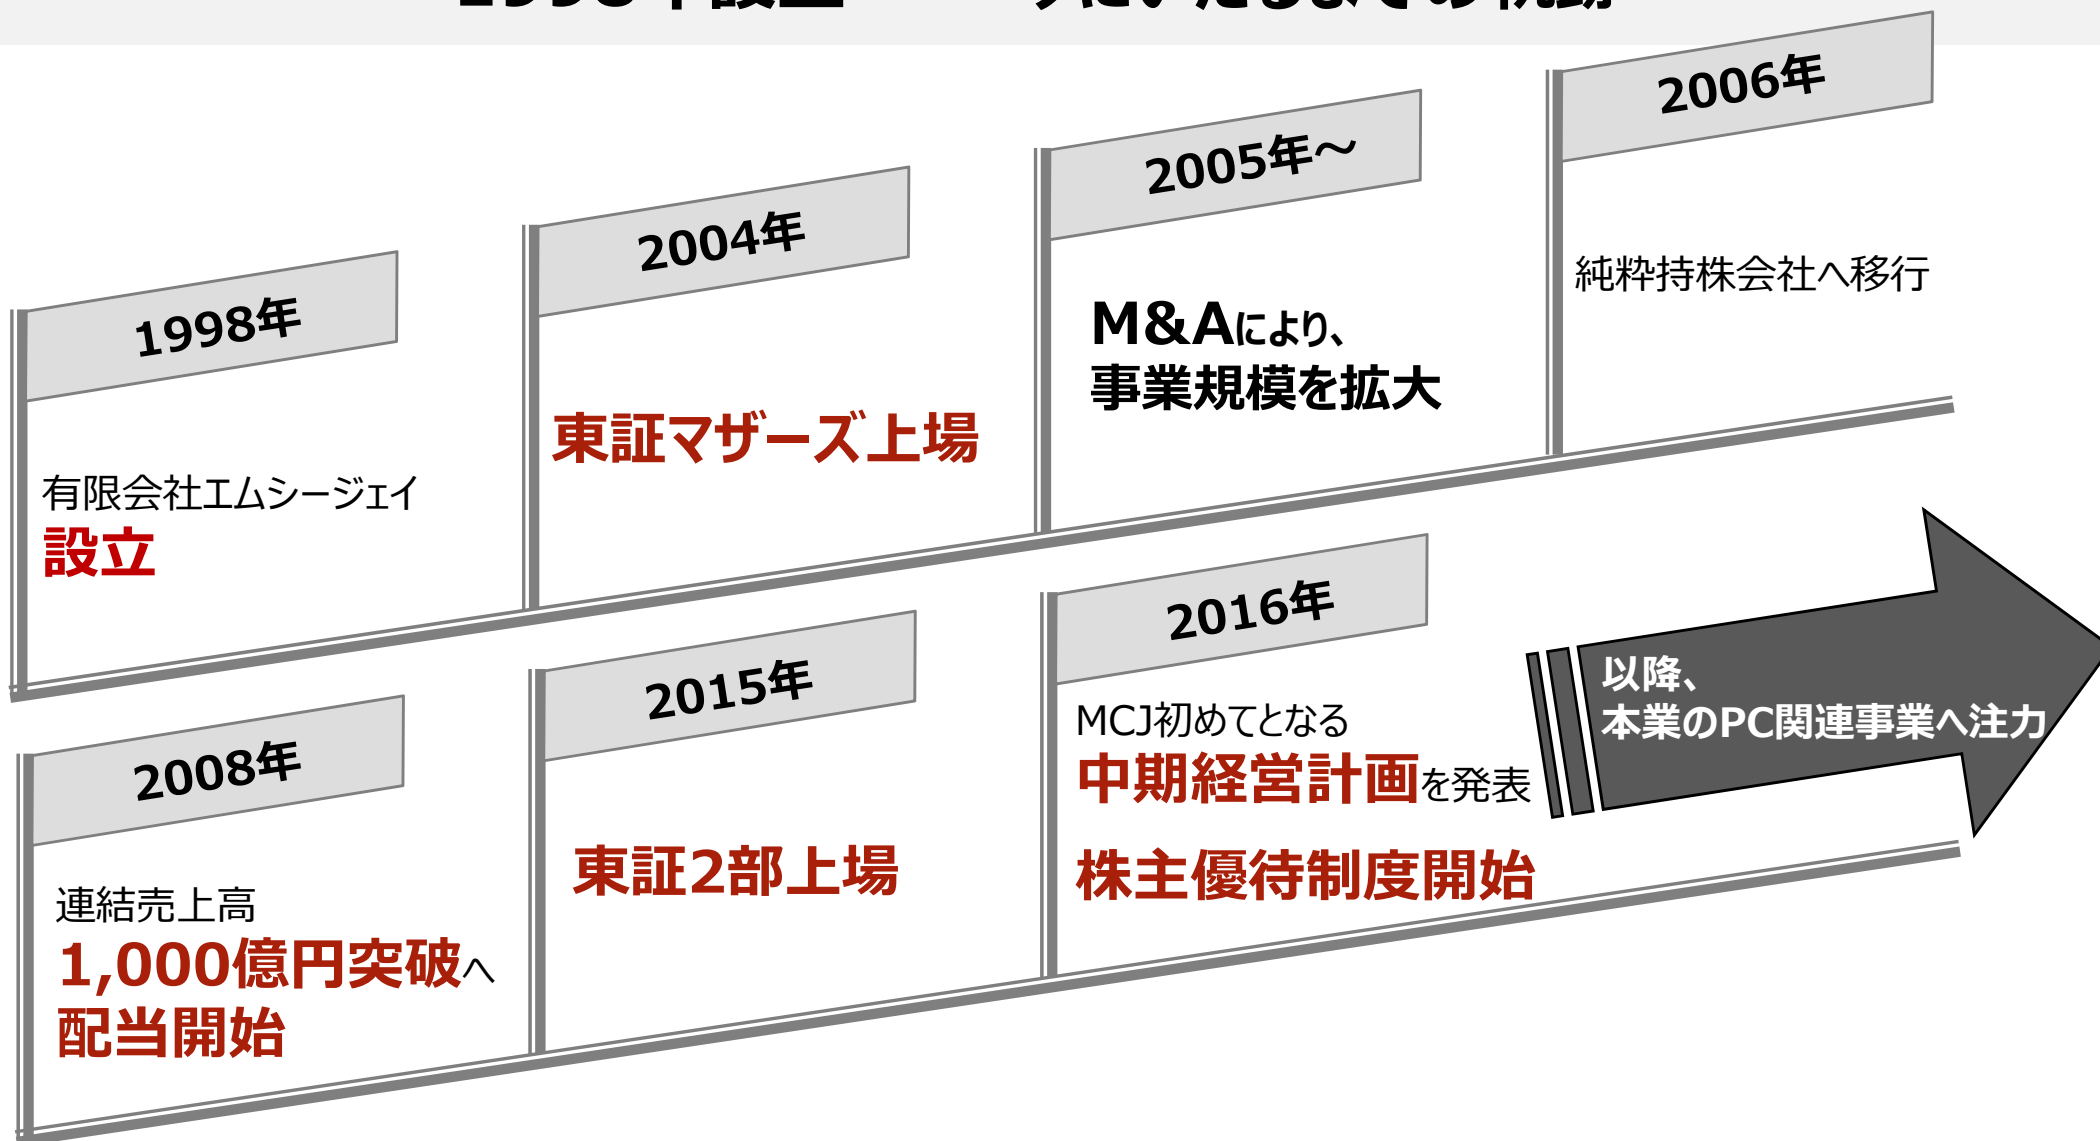 1998年
有限会社エムシージェイ
設立
2004年
東証マザーズ上場
2005年～
M&Aにより、
事業規模を拡大
2006年
純粋持株会社へ移行
2008年
連結売上高
1,000億円突破へ
配当開始
2015年
東証2部上場
2016年
MCJ初めてとなる
中期経営計画を発表
株主優待制度開始
以降、
本業のPC関連事業へ注力